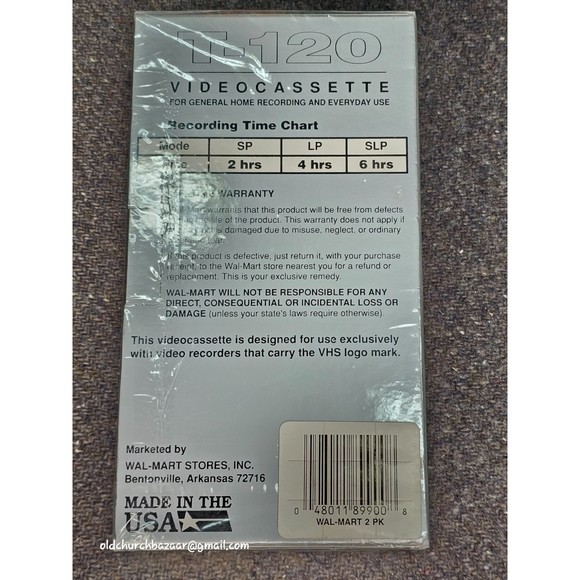 T-120
VIDEOCASSETTE
FOR GENERAL HOME RECORDING AND EVERYDAY USE
Recording Time Chart
Mode SP LP SLP
2 hrs 4 hrs 6 hrs
WARRANTY
warrants that this product will be free from defects
life of the product. This warranty does not apply if
is damaged due to misuse, neglect, or ordinary
If this product is defective, just return it, with your purchase
receipt, to the Wal-Mart store nearest you for a refund or
replacement. This is your exclusive remedy.
WAL-MART WILL NOT BE RESPONSIBLE FOR ANY
DIRECT, CONSEQUENTIAL OR INCIDENTAL LOSS OR
DAMAGE (unless your state's laws require otherwise).
This videocassette is designed for use exclusively
with video recorders that carry the VHS logo mark.
Marketed by
WAL-MART STORES, INC.
Bentonville, Arkansas 72716
MADE IN THE
USA
0 48011 89900 8
WAL-MART 2 PK
oldchurchbazaar@gmail.com